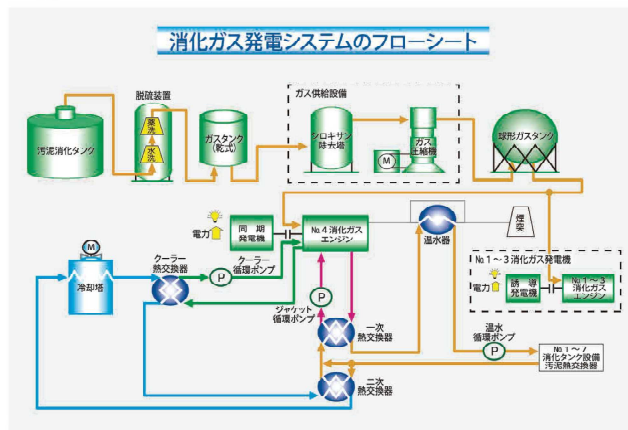 消化ガス発電システムのフローシート
脱硫装置
薬洗
水洗
汚泥消化タンク
ガスタンク
(乾式)
ガス供給設備
シロキサン
除去塔
ガス
圧縮機
M
球形ガスタンク
電力
同期
発電機
No.4 消化ガス
エンジン
温水器
煙突
No.1~3 消化ガス発電機
電力
誘導
発電機
No.1~3
消化ガス
エンジン
M
冷却塔
クーラー
熱交換器
P
クーラー
循環ポンプ
P
ジャケット
循環ポンプ
一次
熱交換器
二次
熱交換器
温水
循環ポンプ
P
No.1~7
消化タンク設備
汚泥熱交換器